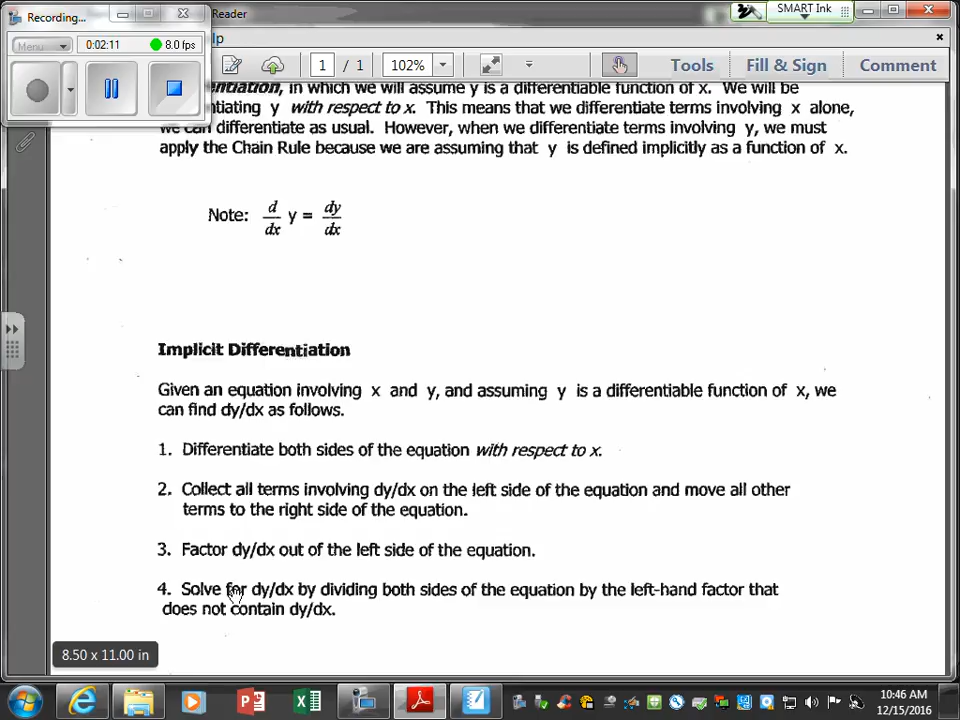 Recording...
Reader
SMART Ink
Menu
0:02:11
8.0 fps
lp
1 / 1
102%
Tools
Fill & Sign
Comment
entiation, in which we will assume y is a differentiable function of x. We will be
entiating y with respect to x. This means that we differentiate terms involving x alone,
we can differentiate as usual. However, when we differentiate terms involving y, we must
apply the Chain Rule because we are assuming that y is defined implicitly as a function of x.
Note: d/dx y = dy/dx
Implicit Differentiation
Given an equation involving x and y, and assuming y is a differentiable function of x, we
can find dy/dx as follows.
1. Differentiate both sides of the equation with respect to x.
2. Collect all terms involving dy/dx on the left side of the equation and move all other
terms to the right side of the equation.
3. Factor dy/dx out of the left side of the equation.
4. Solve for dy/dx by dividing both sides of the equation by the left-hand factor that
does not contain dy/dx.
8.50 x 11.00 in
10:46 AM
12/15/2016